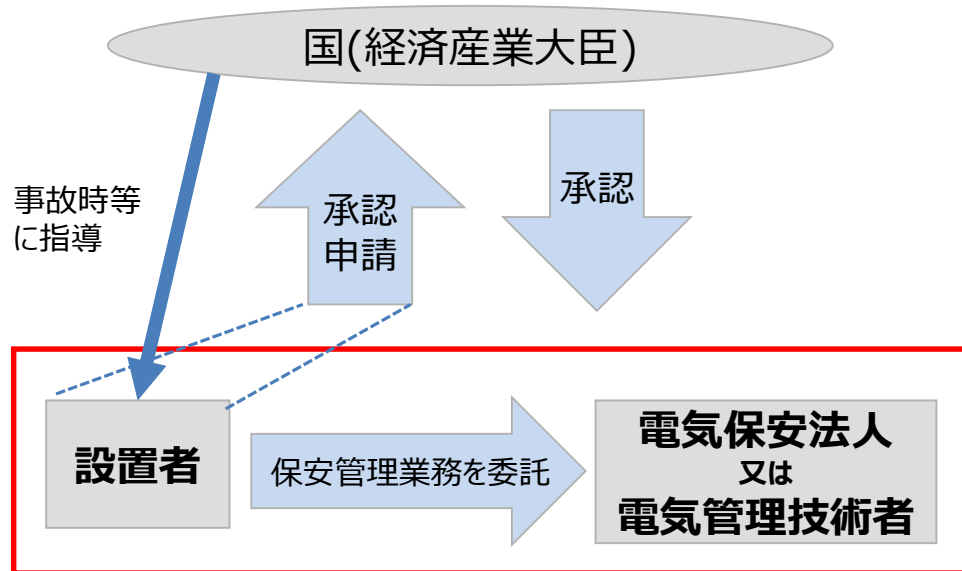 国(経済産業大臣)
事故時等
に指導
承認
申請
承認
設置者
保安管理業務を委託
電気保安法人
又は
電気管理技術者